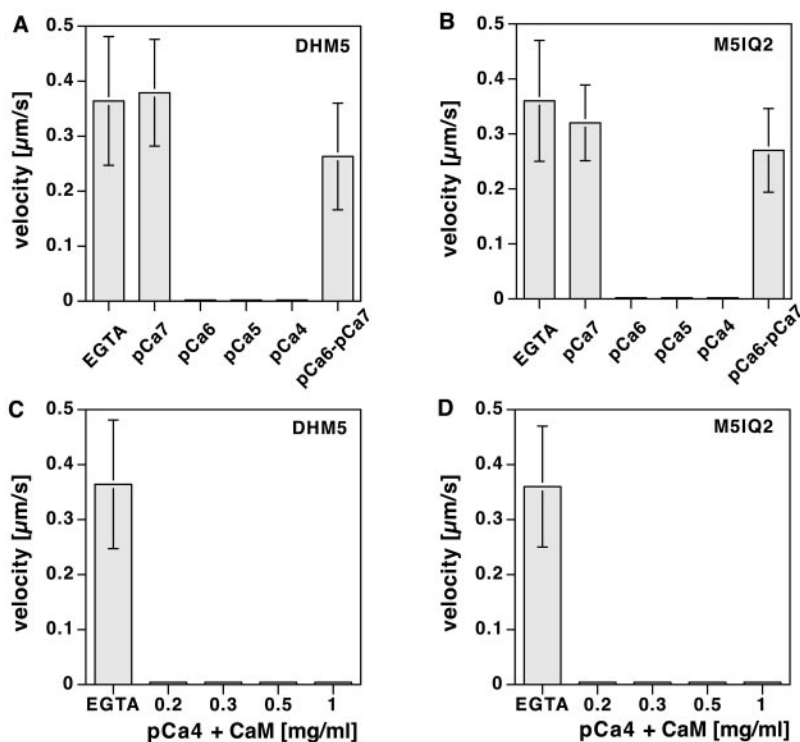 A
DHM5
velocity [µm/s]
0.5
0.4
0.3
0.2
0.1
0
EGTA
pCa7
pCa6
pCa5
pCa4
pCa6-pCa7
B
M5IQ2
velocity [µm/s]
0.5
0.4
0.3
0.2
0.1
0
EGTA
pCa7
pCa6
pCa5
pCa4
pCa6-pCa7
C
DHM5
velocity [µm/s]
0.5
0.4
0.3
0.2
0.1
0
EGTA 0.2 0.3 0.5 1
pCa4 + CaM [mg/ml]
D
M5IQ2
velocity [µm/s]
0.5
0.4
0.3
0.2
0.1
0
EGTA 0.2 0.3 0.5 1
pCa4 + CaM [mg/ml]